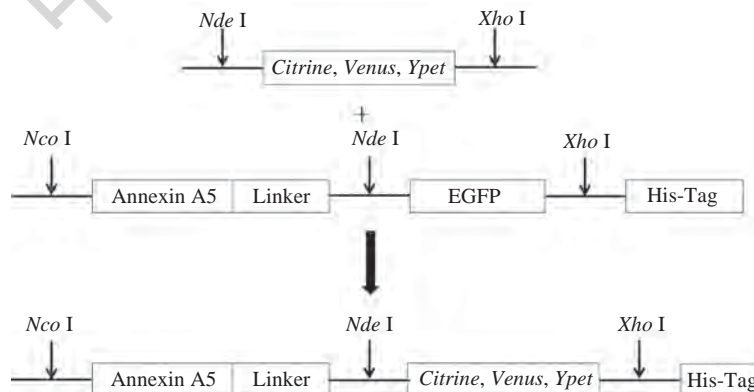 Nde I Xho I
Citrine, Venus, Ypet
+
Nco I Nde I Xho I
Annexin A5 Linker EGFP His-Tag
Nco I Nde I Xho I
Annexin A5 Linker Citrine, Venus, Ypet His-Tag